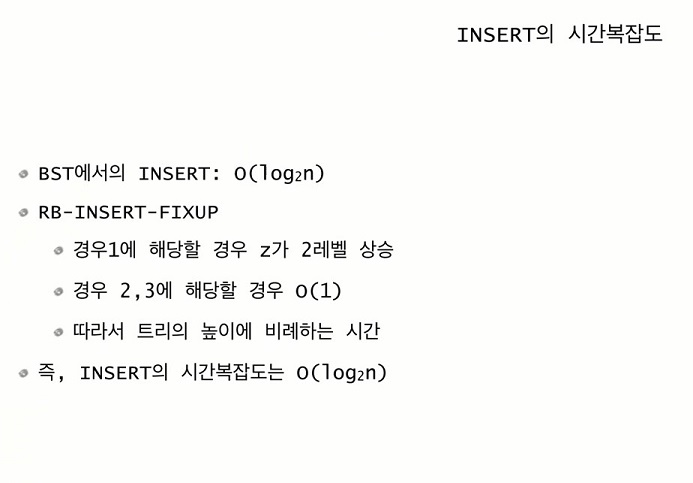 INSERT의 시간복잡도
BST에서의 INSERT: O(log₂n)
RB-INSERT-FIXUP
경우1에 해당할 경우 z가 2레벨 상승
경우 2,3에 해당할 경우 O(1)
따라서 트리의 높이에 비례하는 시간
즉, INSERT의 시간복잡도는 O(log₂n)